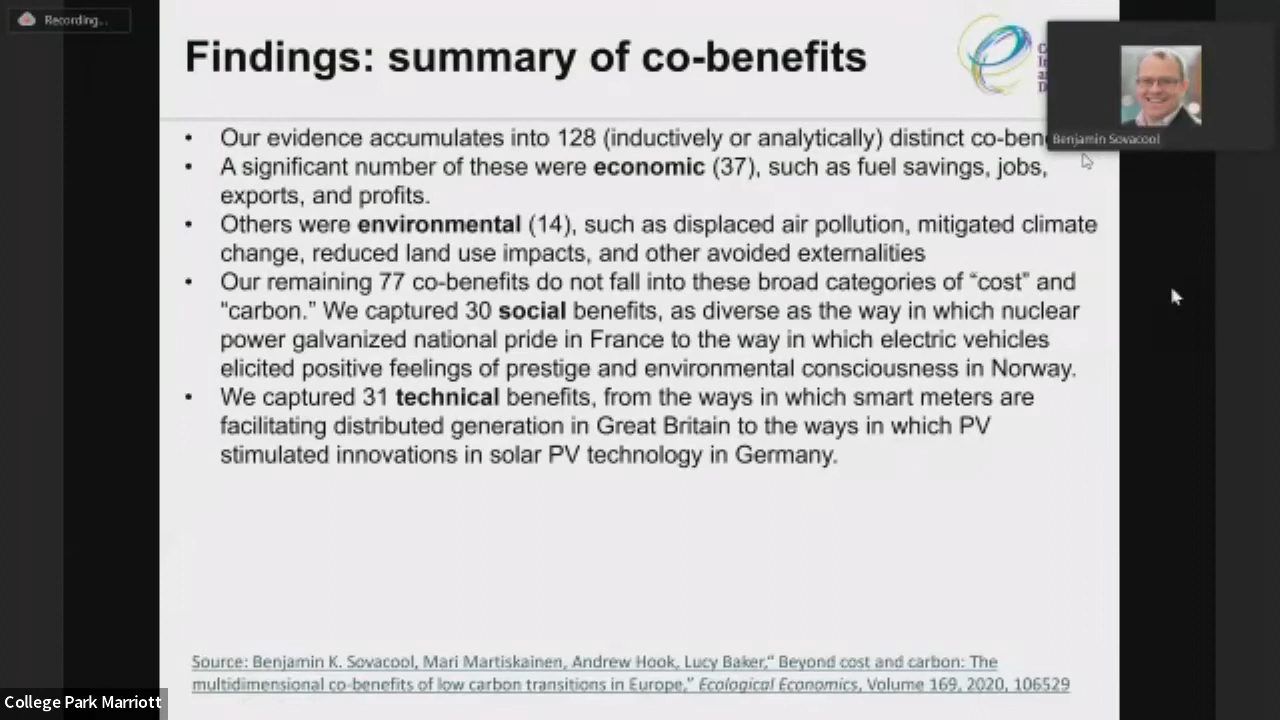 Recording...
Findings: summary of co-benefits
Benjamin Sovacool
• Our evidence accumulates into 128 (inductively or analytically) distinct
• A significant number of these were economic (37), such as fuel savings, jobs,
exports, and profits.
• Others were environmental (14), such as displaced air pollution, mitigated climate
change, reduced land use impacts, and other avoided externalities
• Our remaining 77 co-benefits do not fall into these broad categories of “cost” and
“carbon.” We captured 30 social benefits, as diverse as the way in which nuclear
power galvanized national pride in France to the way in which electric vehicles
elicited positive feelings of prestige and environmental consciousness in Norway.
• We captured 31 technical benefits, from the ways in which smart meters are
facilitating distributed generation in Great Britain to the ways in which PV
stimulated innovations in solar PV technology in Germany.
Source: Benjamin K. Sovacool, Mari Martiskainen, Andrew Hook, Lucy Baker,“ Beyond cost and carbon: The
multidimensional co-benefits of low carbon transitions in Europe,” Ecological Economics, Volume 169, 2020, 106529
College Park Marriott